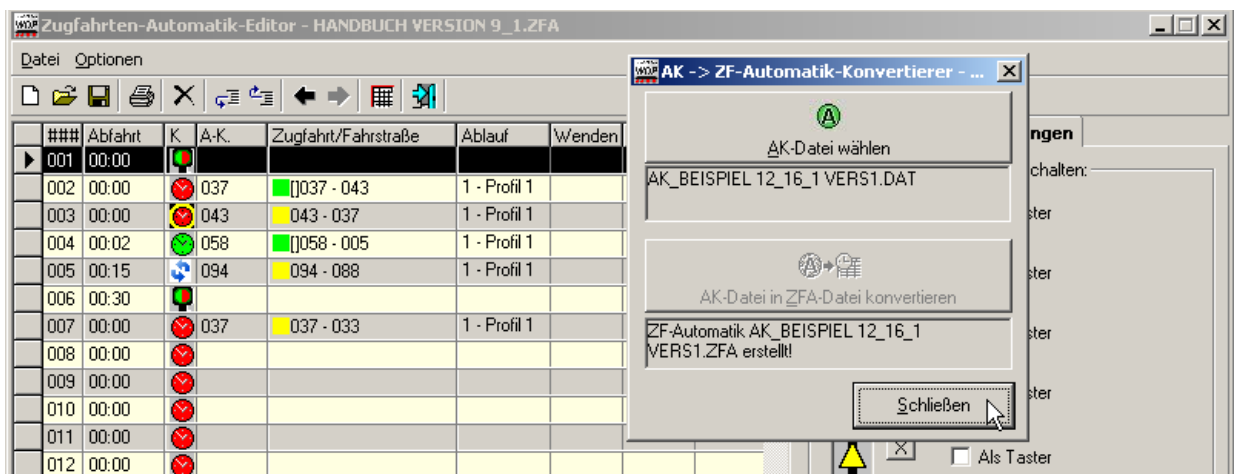 Zugfahrten-Automatik-Editor - HANDBUCH VERSION 9_1.ZFA
Datei Optionen
### Abfahrt K. A-K. Zugfahrt/Fahrstraße Ablauf Wenden
001 00:00
002 00:00 037 []037 - 043 1 - Profil 1
003 00:00 043 043 - 037 1 - Profil 1
004 00:02 058 []058 - 005 1 - Profil 1
005 00:15 094 094 - 088 1 - Profil 1
006 00:30
007 00:00 037 037 - 033 1 - Profil 1
008 00:00
009 00:00
010 00:00
011 00:00
012 00:00
WDP AK -> ZF-Automatik-Konvertierer - ...
A
AK-Datei wählen
AK_BEISPIEL 12_16_1 VERS1.DAT
AK-Datei in ZFA-Datei konvertieren
ZF-Automatik AK_BEISPIEL 12_16_1
VERS1.ZFA erstellt!
Schließen
ngen
chalten:
ster
ster
ster
ster
X Als Taster